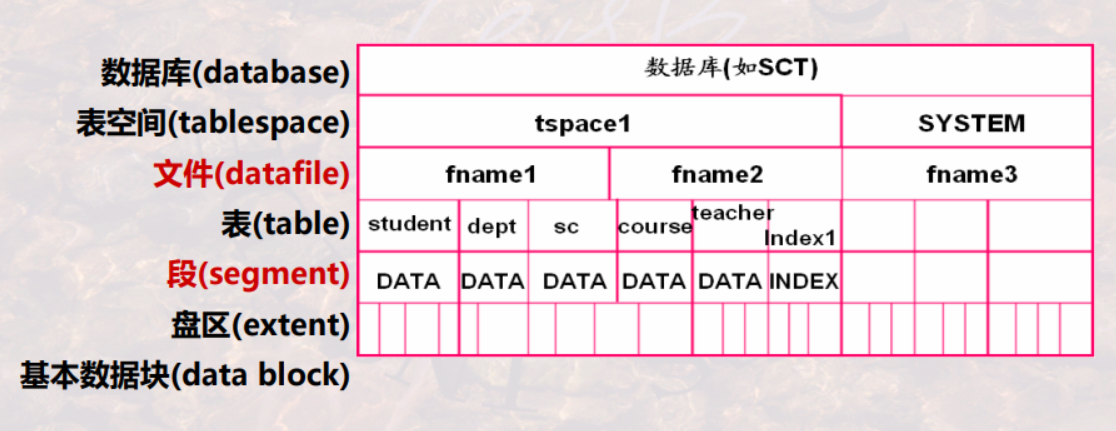 数据库(database) 数据库(如SCT)
表空间(tablespace) tspace1 SYSTEM
文件(datafile) fname1 fname2 fname3
表(table) student dept sc course teacher Index1
段(segment) DATA DATA DATA DATA DATA INDEX
盘区(extent)
基本数据块(data block)